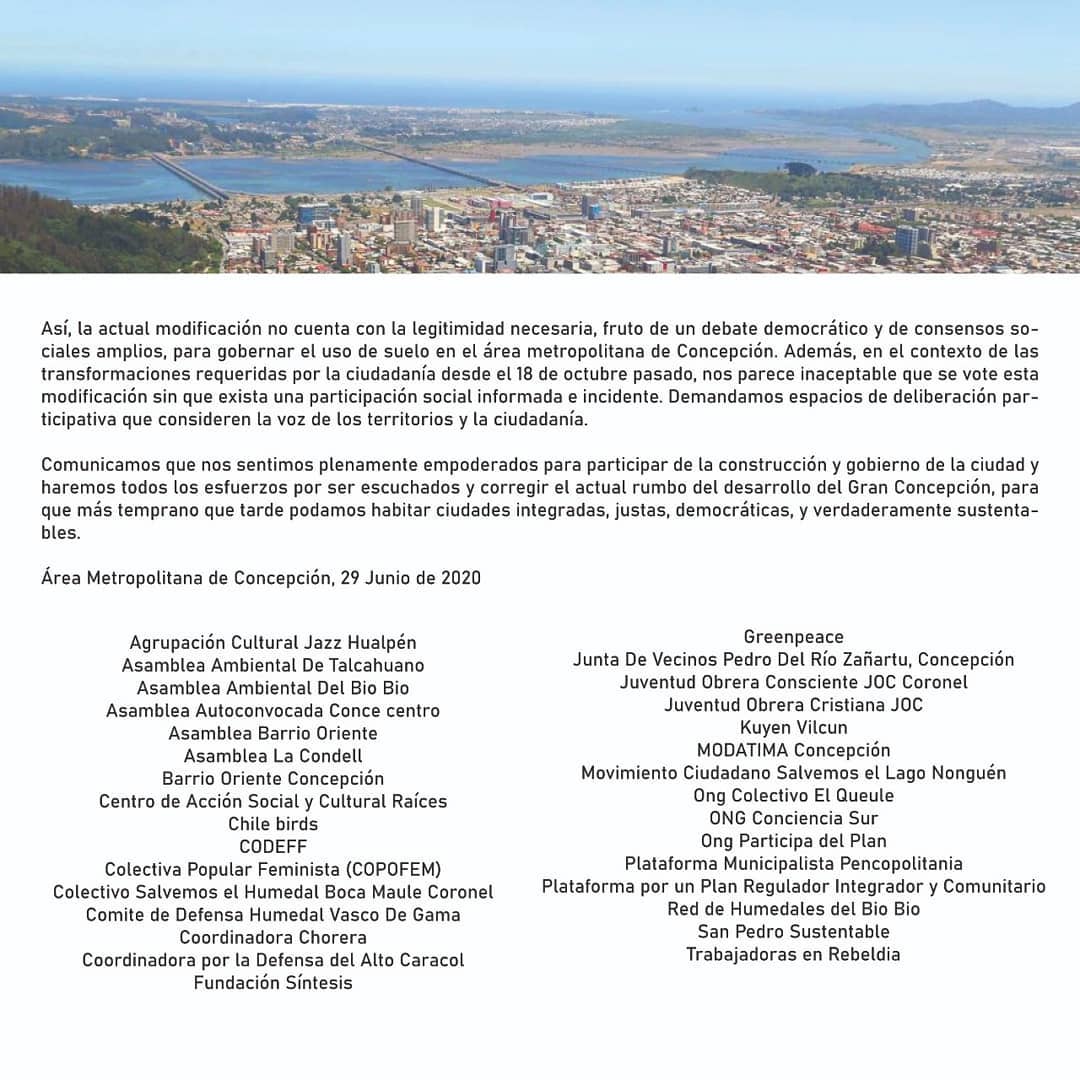 Así, la actual modificación no cuenta con la legitimidad necesaria, fruto de un debate democrático y de consensos so-
ciales amplios, para gobernar el uso de suelo en el área metropolitana de Concepción. Además, en el contexto de las
transformaciones requeridas por la ciudadanía desde el 18 de octubre pasado, nos parece inaceptable que se vote esta
modificación sin que exista una participación social informada e incidente. Demandamos espacios de deliberación par-
ticipativa que consideren la voz de los territorios y la ciudadanía.
Comunicamos que nos sentimos plenamente empoderados para participar de la construcción y gobierno de la ciudad y
haremos todos los esfuerzos por ser escuchados y corregir el actual rumbo del desarrollo del Gran Concepción, para
que más temprano que tarde podamos habitar ciudades integradas, justas, democráticas, y verdaderamente sustenta-
bles.
Área Metropolitana de Concepción, 29 Junio de 2020
Agrupación Cultural Jazz Hualpén
Asamblea Ambiental De Talcahuano
Asamblea Ambiental Del Bio Bio
Asamblea Autoconvocada Conce centro
Asamblea Barrio Oriente
Asamblea La Condell
Barrio Oriente Concepción
Centro de Acción Social y Cultural Raíces
Chile birds
CODEFF
Colectiva Popular Feminista (COPOFEM)
Colectivo Salvemos el Humedal Boca Maule Coronel
Comite de Defensa Humedal Vasco De Gama
Coordinadora Chorera
Coordinadora por la Defensa del Alto Caracol
Fundación Síntesis
Greenpeace
Junta De Vecinos Pedro Del Río Zañartu, Concepción
Juventud Obrera Consciente JOC Coronel
Juventud Obrera Cristiana JOC
Kuyen Vilcun
MODATIMA Concepción
Movimiento Ciudadano Salvemos el Lago Nonguén
Ong Colectivo El Queule
ONG Conciencia Sur
Ong Participa del Plan
Plataforma Municipalista Pencopolitania
Plataforma por un Plan Regulador Integrador y Comunitario
Red de Humedales del Bio Bio
San Pedro Sustentable
Trabajadoras en Rebeldia